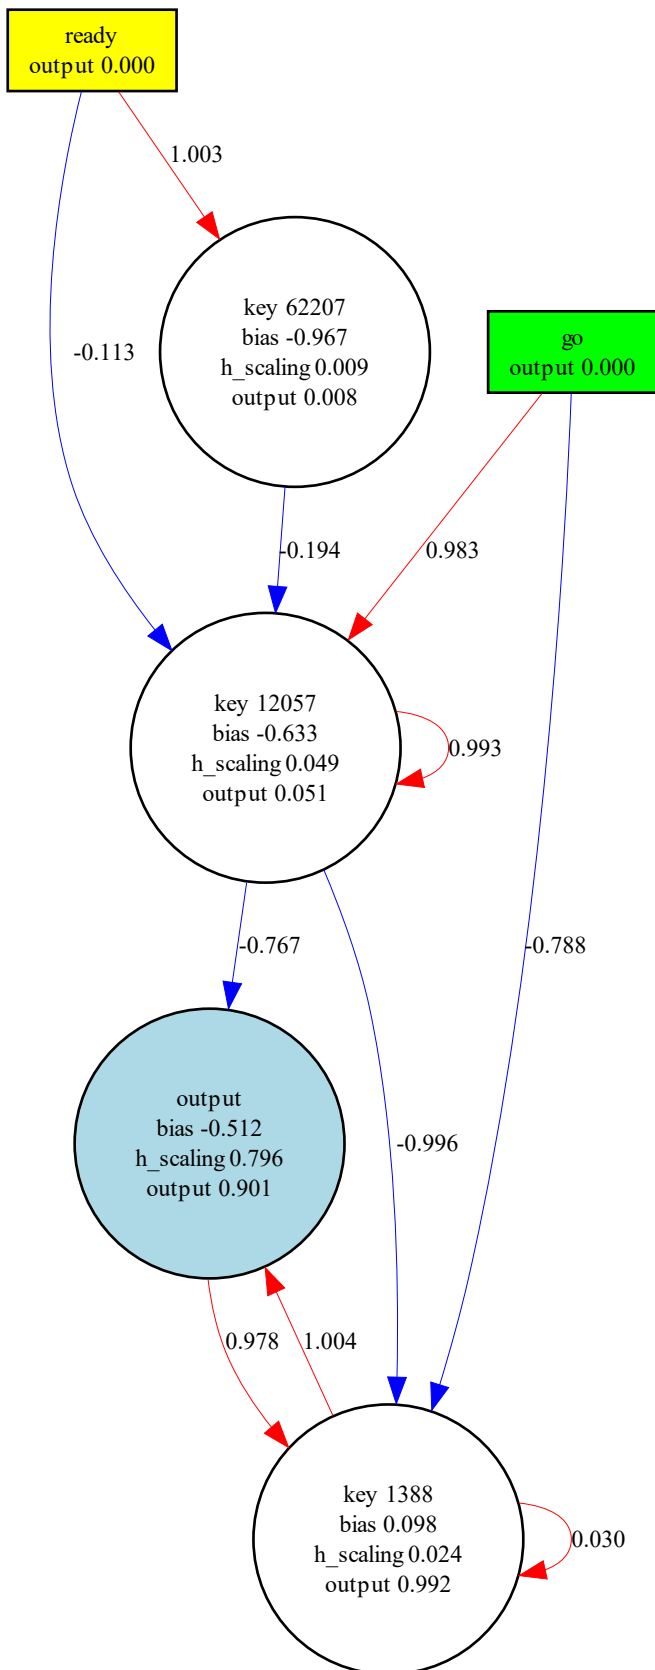 ready
output 0.000
1.003
key 62207
bias -0.967
h_scaling 0.009
output 0.008
go
output 0.000
-0.113
-0.194
0.983
key 12057
bias -0.633
h_scaling 0.049
output 0.051
0.993
-0.767
-0.788
output
bias -0.512
h_scaling 0.796
output 0.901
-0.996
0.978
1.004
key 1388
bias 0.098
h_scaling 0.024
output 0.992
0.030